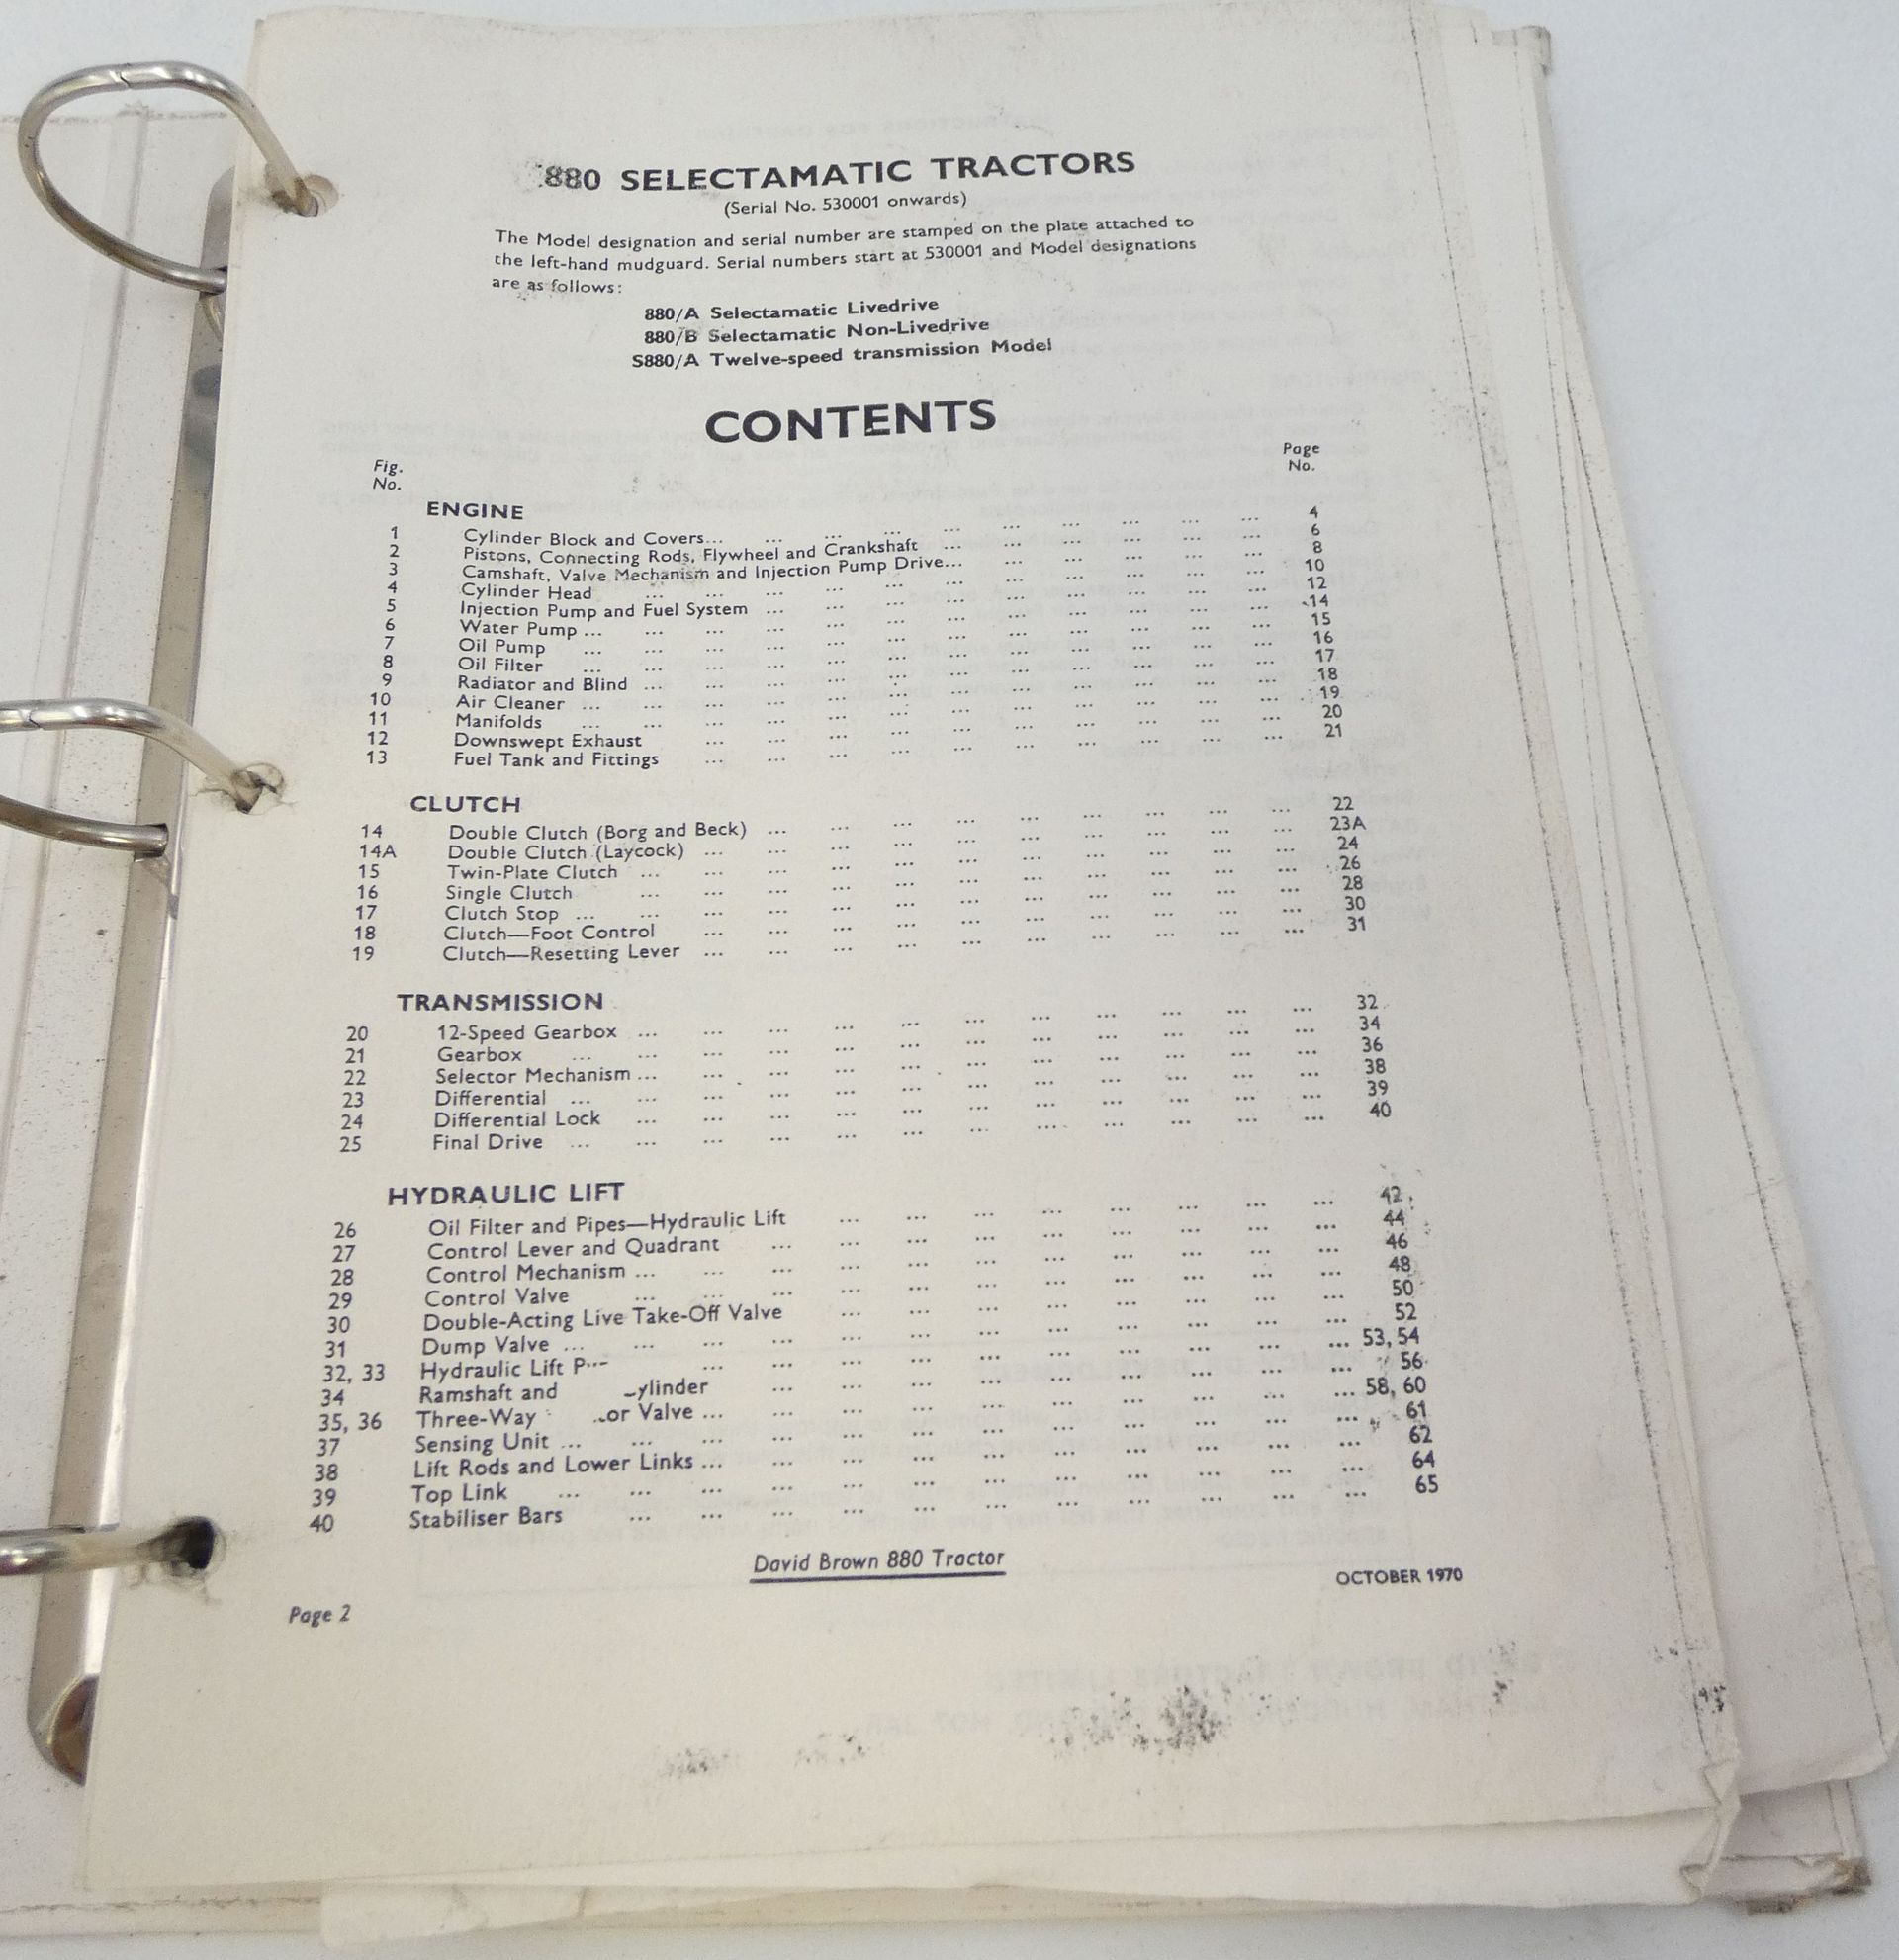 880 SELECTAMATIC TRACTORS
(Serial No. 530001 onwards)
The Model designation and serial number are stamped on the plate attached to
the left-hand mudguard. Serial numbers start at 530001 and Model designations
are as follows:
880/A Selectamatic Livedrive
880/B Selectamatic Non-Livedrive
S880/A Twelve-speed transmission Model
CONTENTS
Fig. No. Page No.
ENGINE
1 Cylinder Block and Covers... 4
2 Pistons, Connecting Rods, Flywheel and Crankshaft ... 6
3 Camshaft, Valve Mechanism and Injection Pump Drive... 8
4 Cylinder Head ... 10
5 Injection Pump and Fuel System ... 12
6 Water Pump ... 14
7 Oil Pump ... 15
8 Oil Filter ... 16
9 Radiator and Blind ... 17
10 Air Cleaner ... 18
11 Manifolds ... 19
12 Downswept Exhaust ... 20
13 Fuel Tank and Fittings ... 21
CLUTCH
14 Double Clutch (Borg and Beck) ... 22
14A Double Clutch (Laycock) ... 23A
15 Twin-Plate Clutch ... 24
16 Single Clutch ... 26
17 Clutch Stop ... 28
18 Clutch—Foot Control ... 30
19 Clutch—Resetting Lever ... 31
TRANSMISSION
20 12-Speed Gearbox ... 32
21 Gearbox ... 34
22 Selector Mechanism ... 36
23 Differential ... 38
24 Differential Lock ... 39
25 Final Drive ... 40
HYDRAULIC LIFT
26 Oil Filter and Pipes—Hydraulic Lift ... 42
27 Control Lever and Quadrant ... 44
28 Control Mechanism ... 46
29 Control Valve ... 48
30 Double-Acting Live Take-Off Valve ... 50
31 Dump Valve ... 52
32, 33 Hydraulic Lift ... 53, 54
34 Ramshaft and ... 56
35, 36 Three-Way Valve ... 58, 60
37 Sensing Unit ... 61
38 Lift Rods and Lower Links ... 62
39 Top Link ... 64
40 Stabiliser Bars ... 65
David Brown 880 Tractor
OCTOBER 1970
Page 2